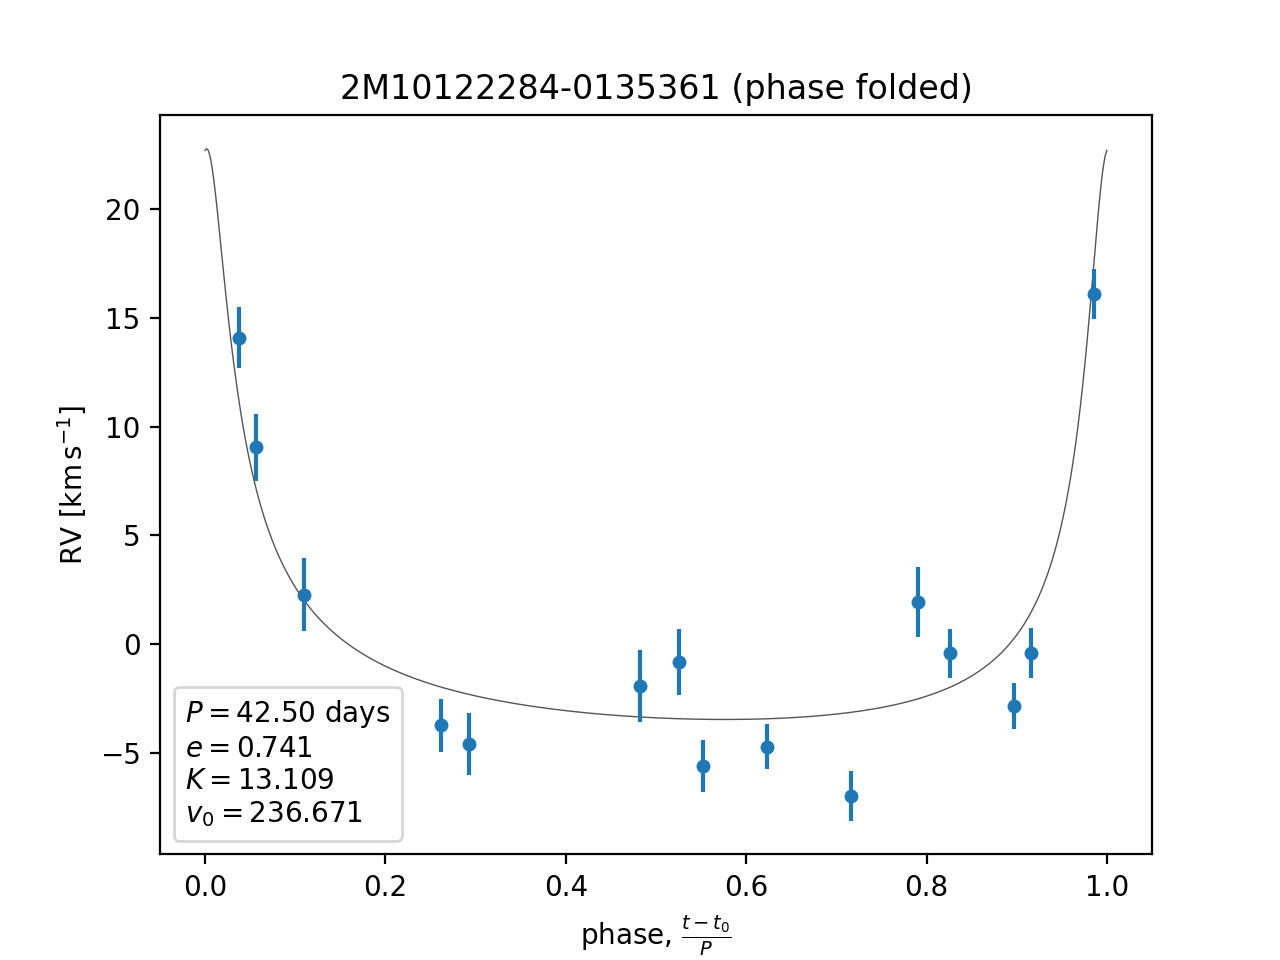 2M10122284-0135361 (phase folded)
RV [km s⁻¹]
20
15
10
5
0
−5
P = 42.50 days
e = 0.741
K = 13.109
v₀ = 236.671
0.0 0.2 0.4 0.6 0.8 1.0
phase, (t − t₀)/P